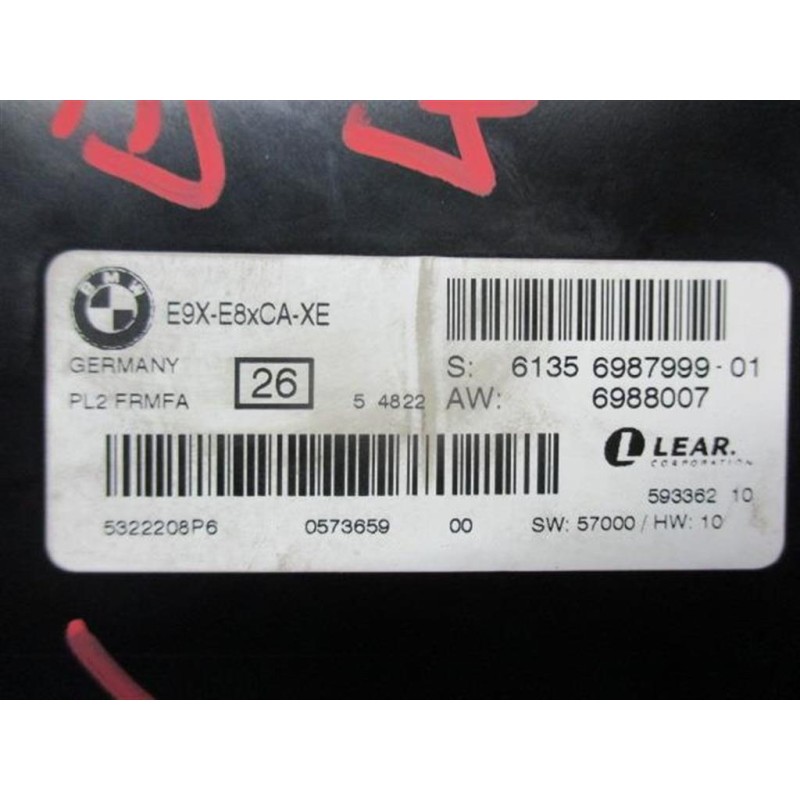 BMW
E9X-E8xCA-XE
GERMANY
PL2 FRMFA
26
5 4822
S: 6135 6987999-01
AW: 6988007
LEAR.
CORPORATION
593362 10
5322208P6 0573659 00 SW: 57000 / HW: 10